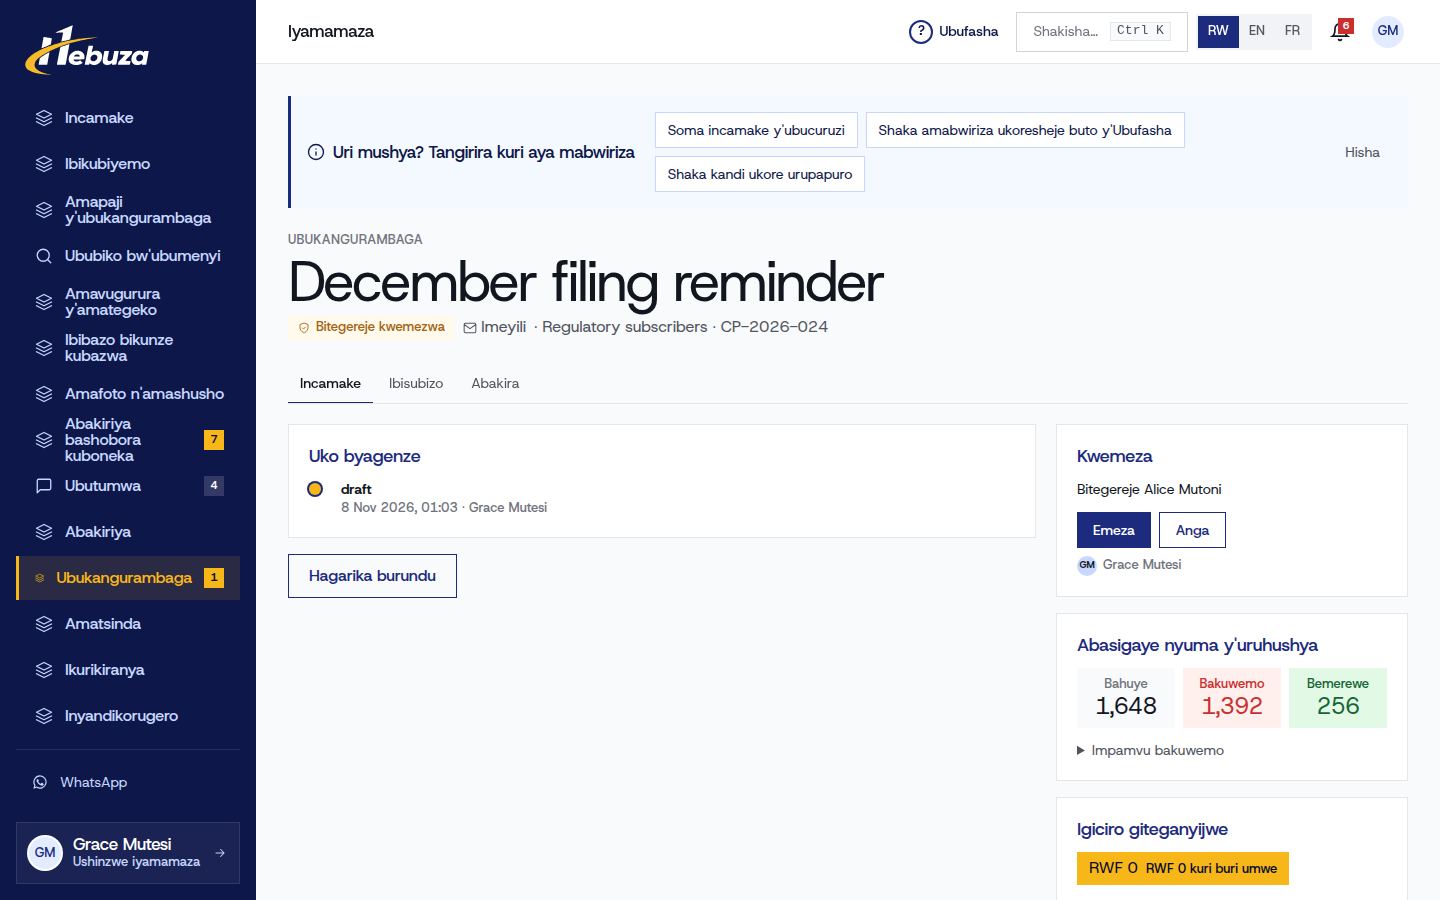 Hebuza
Incamake
Ibikubiyemo
Amapaji
y'ubukangurambaga
Ububiko bw'ubumenyi
Amavugurura
y'amategeko
Ibibazo bikunze
kubazwa
Amafoto n'amashusho
Abakiriya
bashobora
kuboneka
7
Ubutumwa
4
Abakiriya
Ubukangurambaga
1
Amatsinda
Ikurikiranya
Inyandikorugero
WhatsApp
GM
Grace Mutesi
Ushinzwe iyamamaza
Iyamamaza
? Ubufasha
Shakisha... Ctrl K
RW EN FR
6
GM
Uri mushya? Tangirira kuri aya mabwiriza
Soma incamake y'ubucuruzi
Shaka amabwiriza ukoresheje buto y'Ubufasha
Shaka kandi ukore urupapuro
Hisha
UBUKANGURAMBAGA
December filing reminder
Bitegereje kwemezwa
Imeyili · Regulatory subscribers · CP-2026-024
Incamake Ibisubizo Abakira
Uko byagenze
draft
8 Nov 2026, 01:03 · Grace Mutesi
Hagarika burundu
Kwemeza
Bitegereje Alice Mutoni
Emeza Anga
GM Grace Mutesi
Abasigaye nyuma y'uruhushya
Bahuye Bakuwemo Bemerewe
1,648 1,392 256
Impamvu bakuwemo
Igiciro giteganyijwe
RWF 0 RWF 0 kuri buri umwe